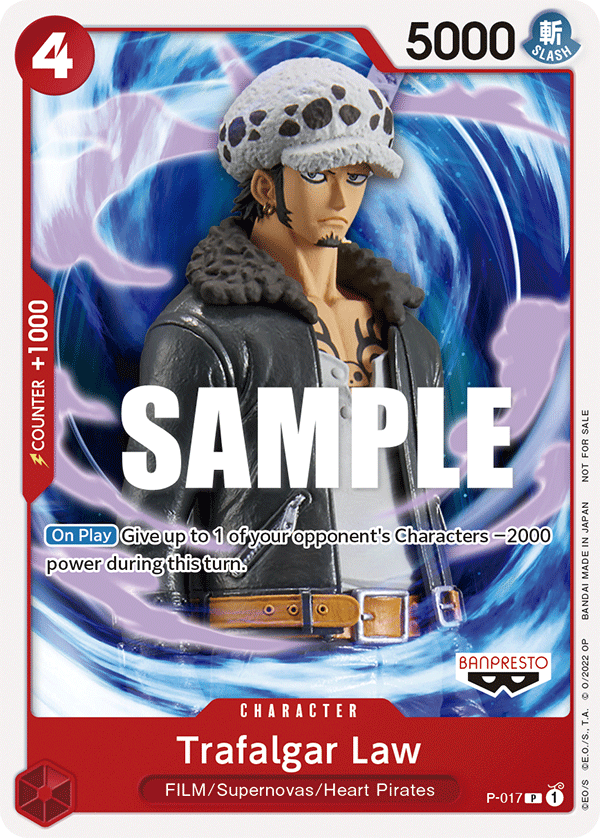 4
5000
斬
SLASH
COUNTER +1000
SAMPLE
On Play Give up to 1 of your opponent's Characters −2000
power during this turn.
BANPRESTO
CHARACTER
Trafalgar Law
FILM/Supernovas/Heart Pirates
P-017 P 1
©E.O./S ©E.O./S., T.A. © O/2022 OP BANDAI MADE IN JAPAN NOT FOR SALE